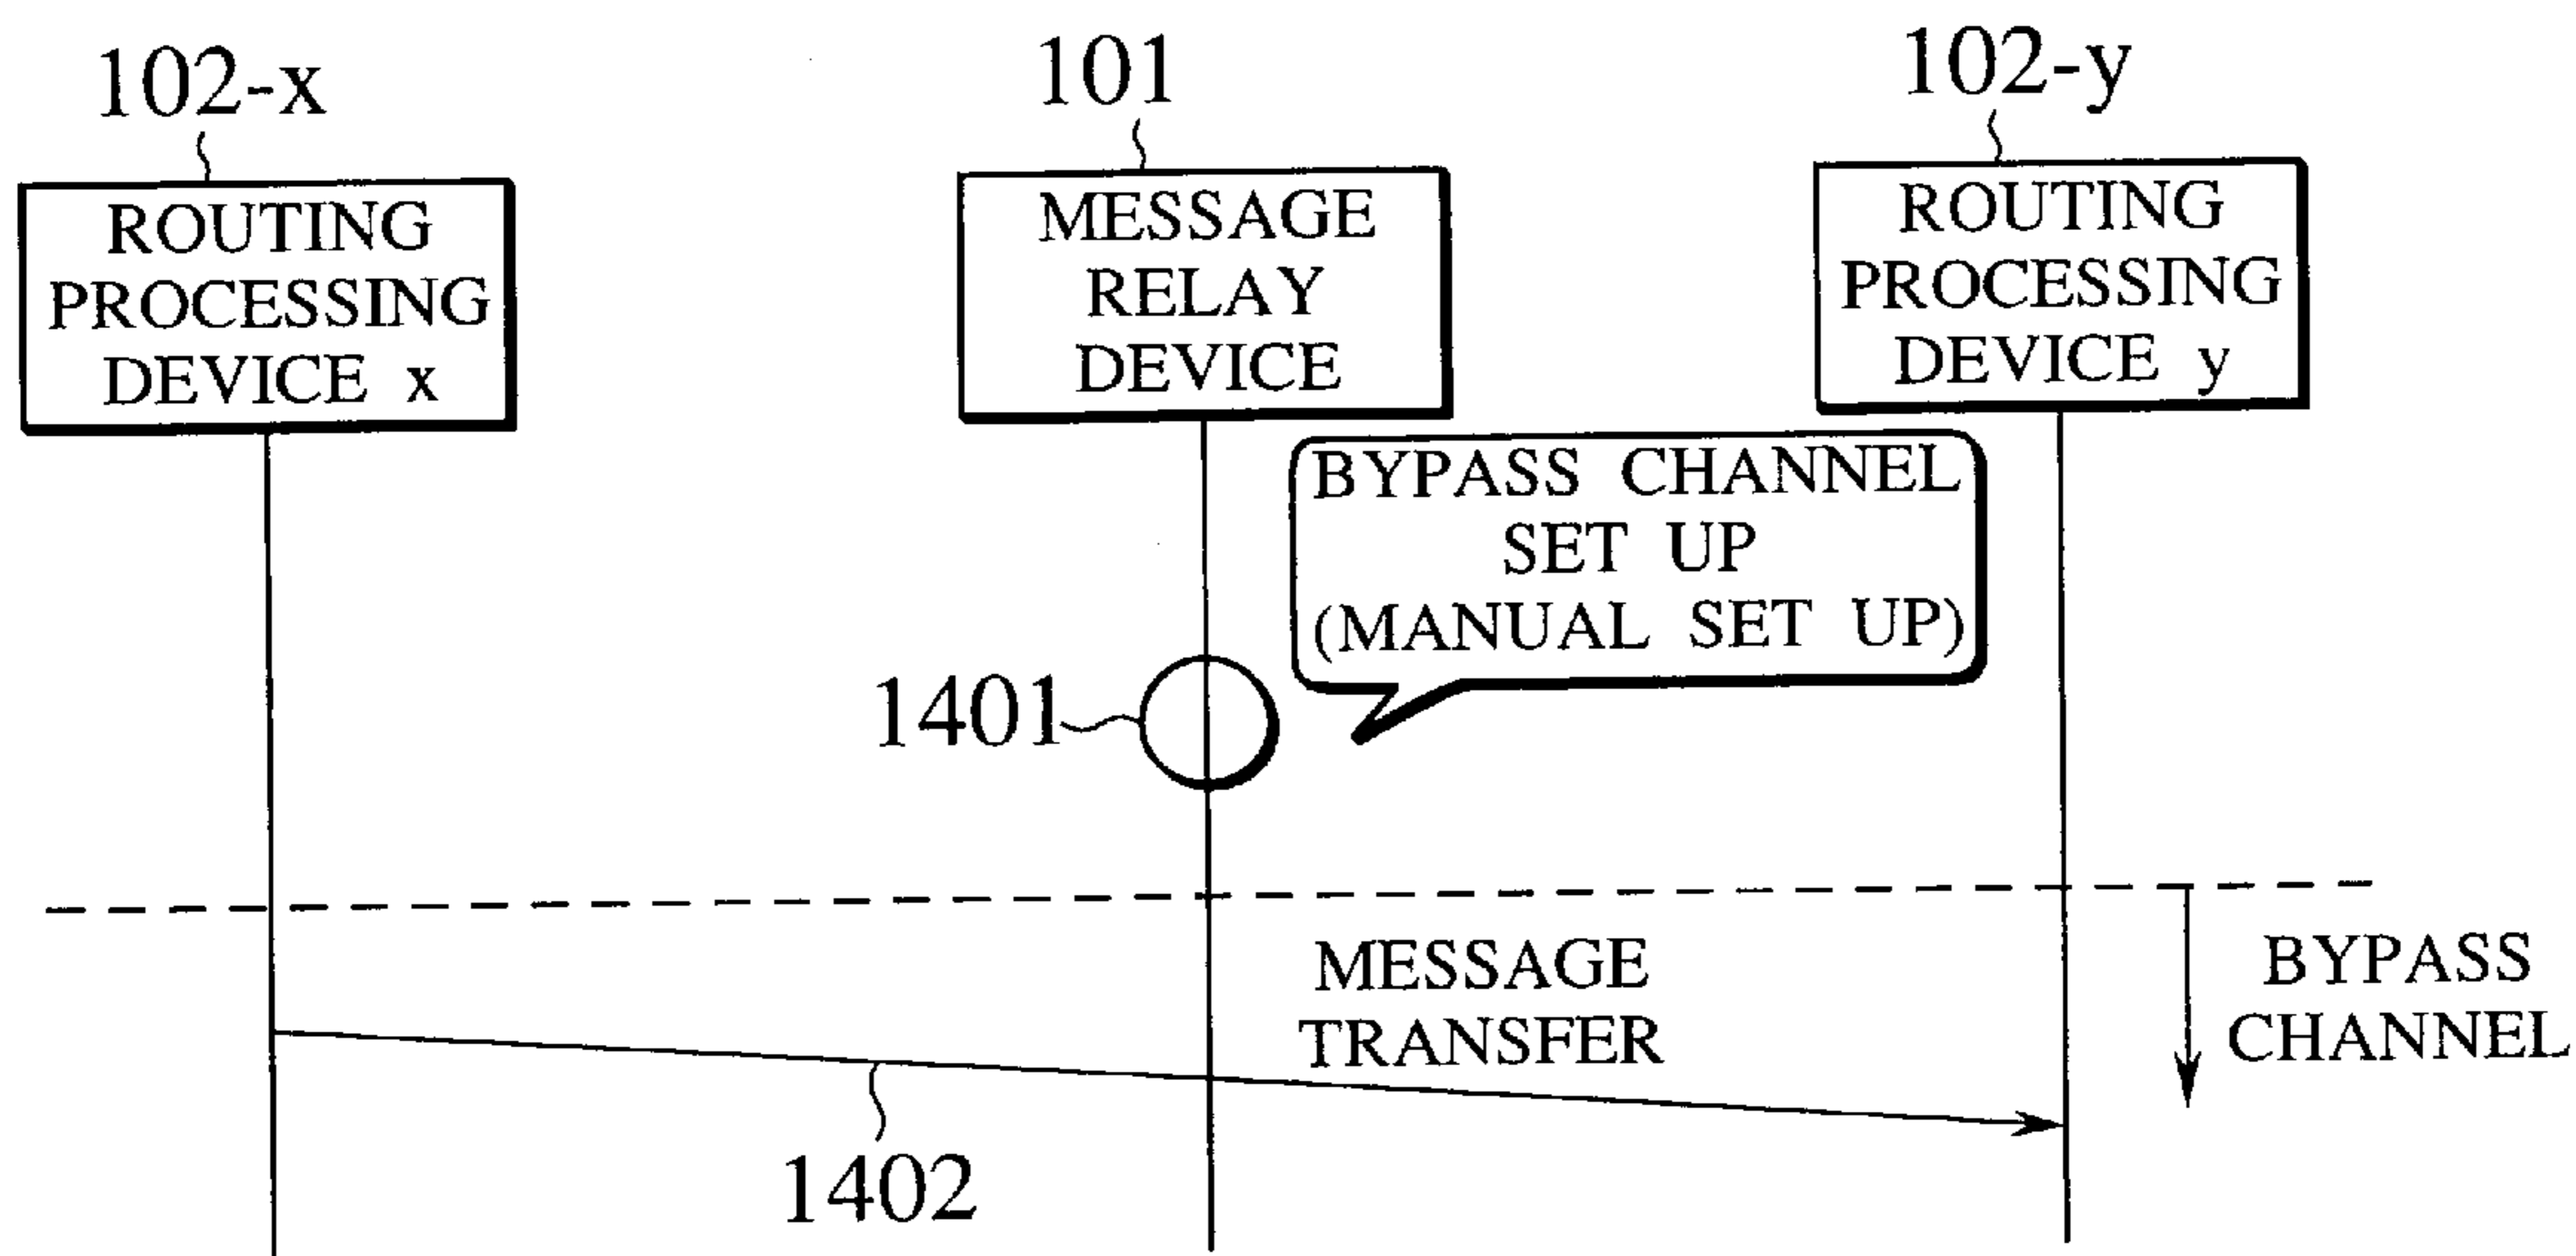 102-x
101
102-y
ROUTING
PROCESSING
DEVICE x
MESSAGE
RELAY
DEVICE
ROUTING
PROCESSING
DEVICE y
BYPASS CHANNEL
SET UP
(MANUAL SET UP)
1401
MESSAGE
TRANSFER
BYPASS
CHANNEL
1402